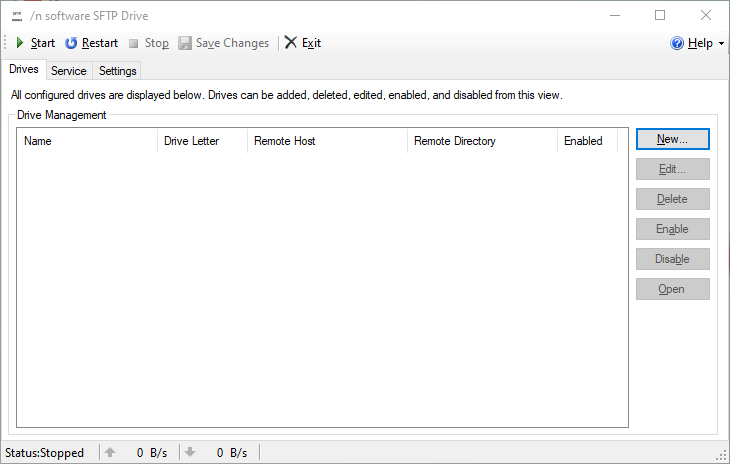 /n software SFTP Drive
Start Restart Stop Save Changes Exit Help
Drives Service Settings
All configured drives are displayed below. Drives can be added, deleted, edited, enabled, and disabled from this view.
Drive Management
Name Drive Letter Remote Host Remote Directory Enabled
New...
Edit...
Delete
Enable
Disable
Open
Status:Stopped 0 B/s 0 B/s